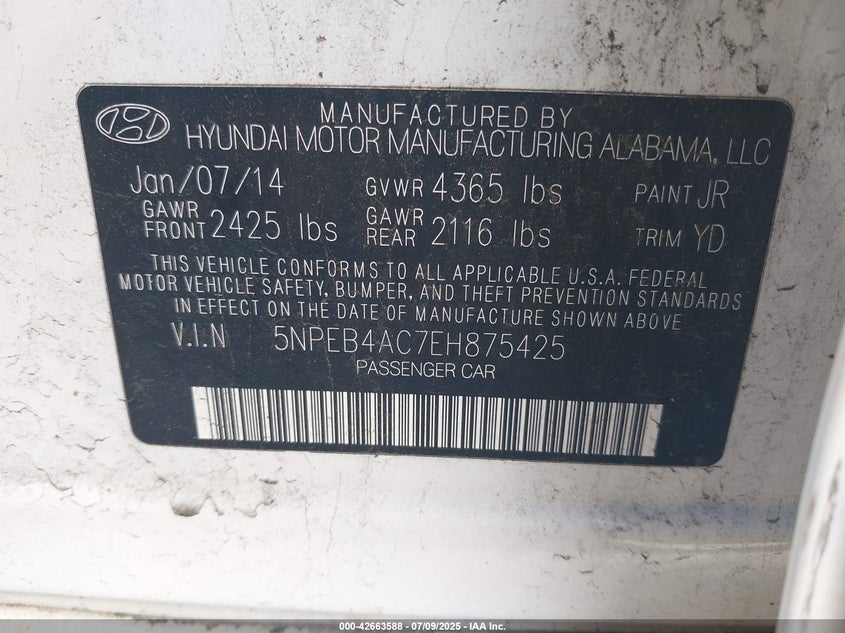 MANUFACTURED BY
HYUNDAI MOTOR MANUFACTURING ALABAMA, LLC
Jan/07/14 GVWR 4365 lbs PAINT JR
GAWR FRONT 2425 lbs GAWR REAR 2116 lbs TRIM YD
THIS VEHICLE CONFORMS TO ALL APPLICABLE U.S.A. FEDERAL
MOTOR VEHICLE SAFETY, BUMPER, AND THEFT PREVENTION STANDARDS
IN EFFECT ON THE DATE OF MANUFACTURE SHOWN ABOVE
V.I.N 5NPEB4AC7EH875425
PASSENGER CAR
000-42663588 - 07/09/2025 - IAA Inc.